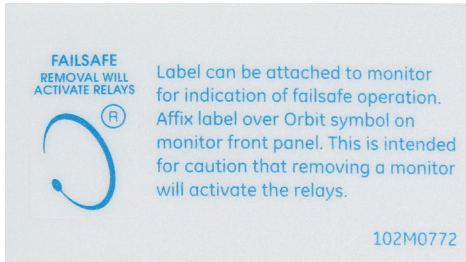 FAILSAFE
REMOVAL WILL
ACTIVATE RELAYS
R
Label can be attached to monitor
for indication of failsafe operation.
Affix label over Orbit symbol on
monitor front panel. This is intended
for caution that removing a monitor
will activate the relays.
102M0772